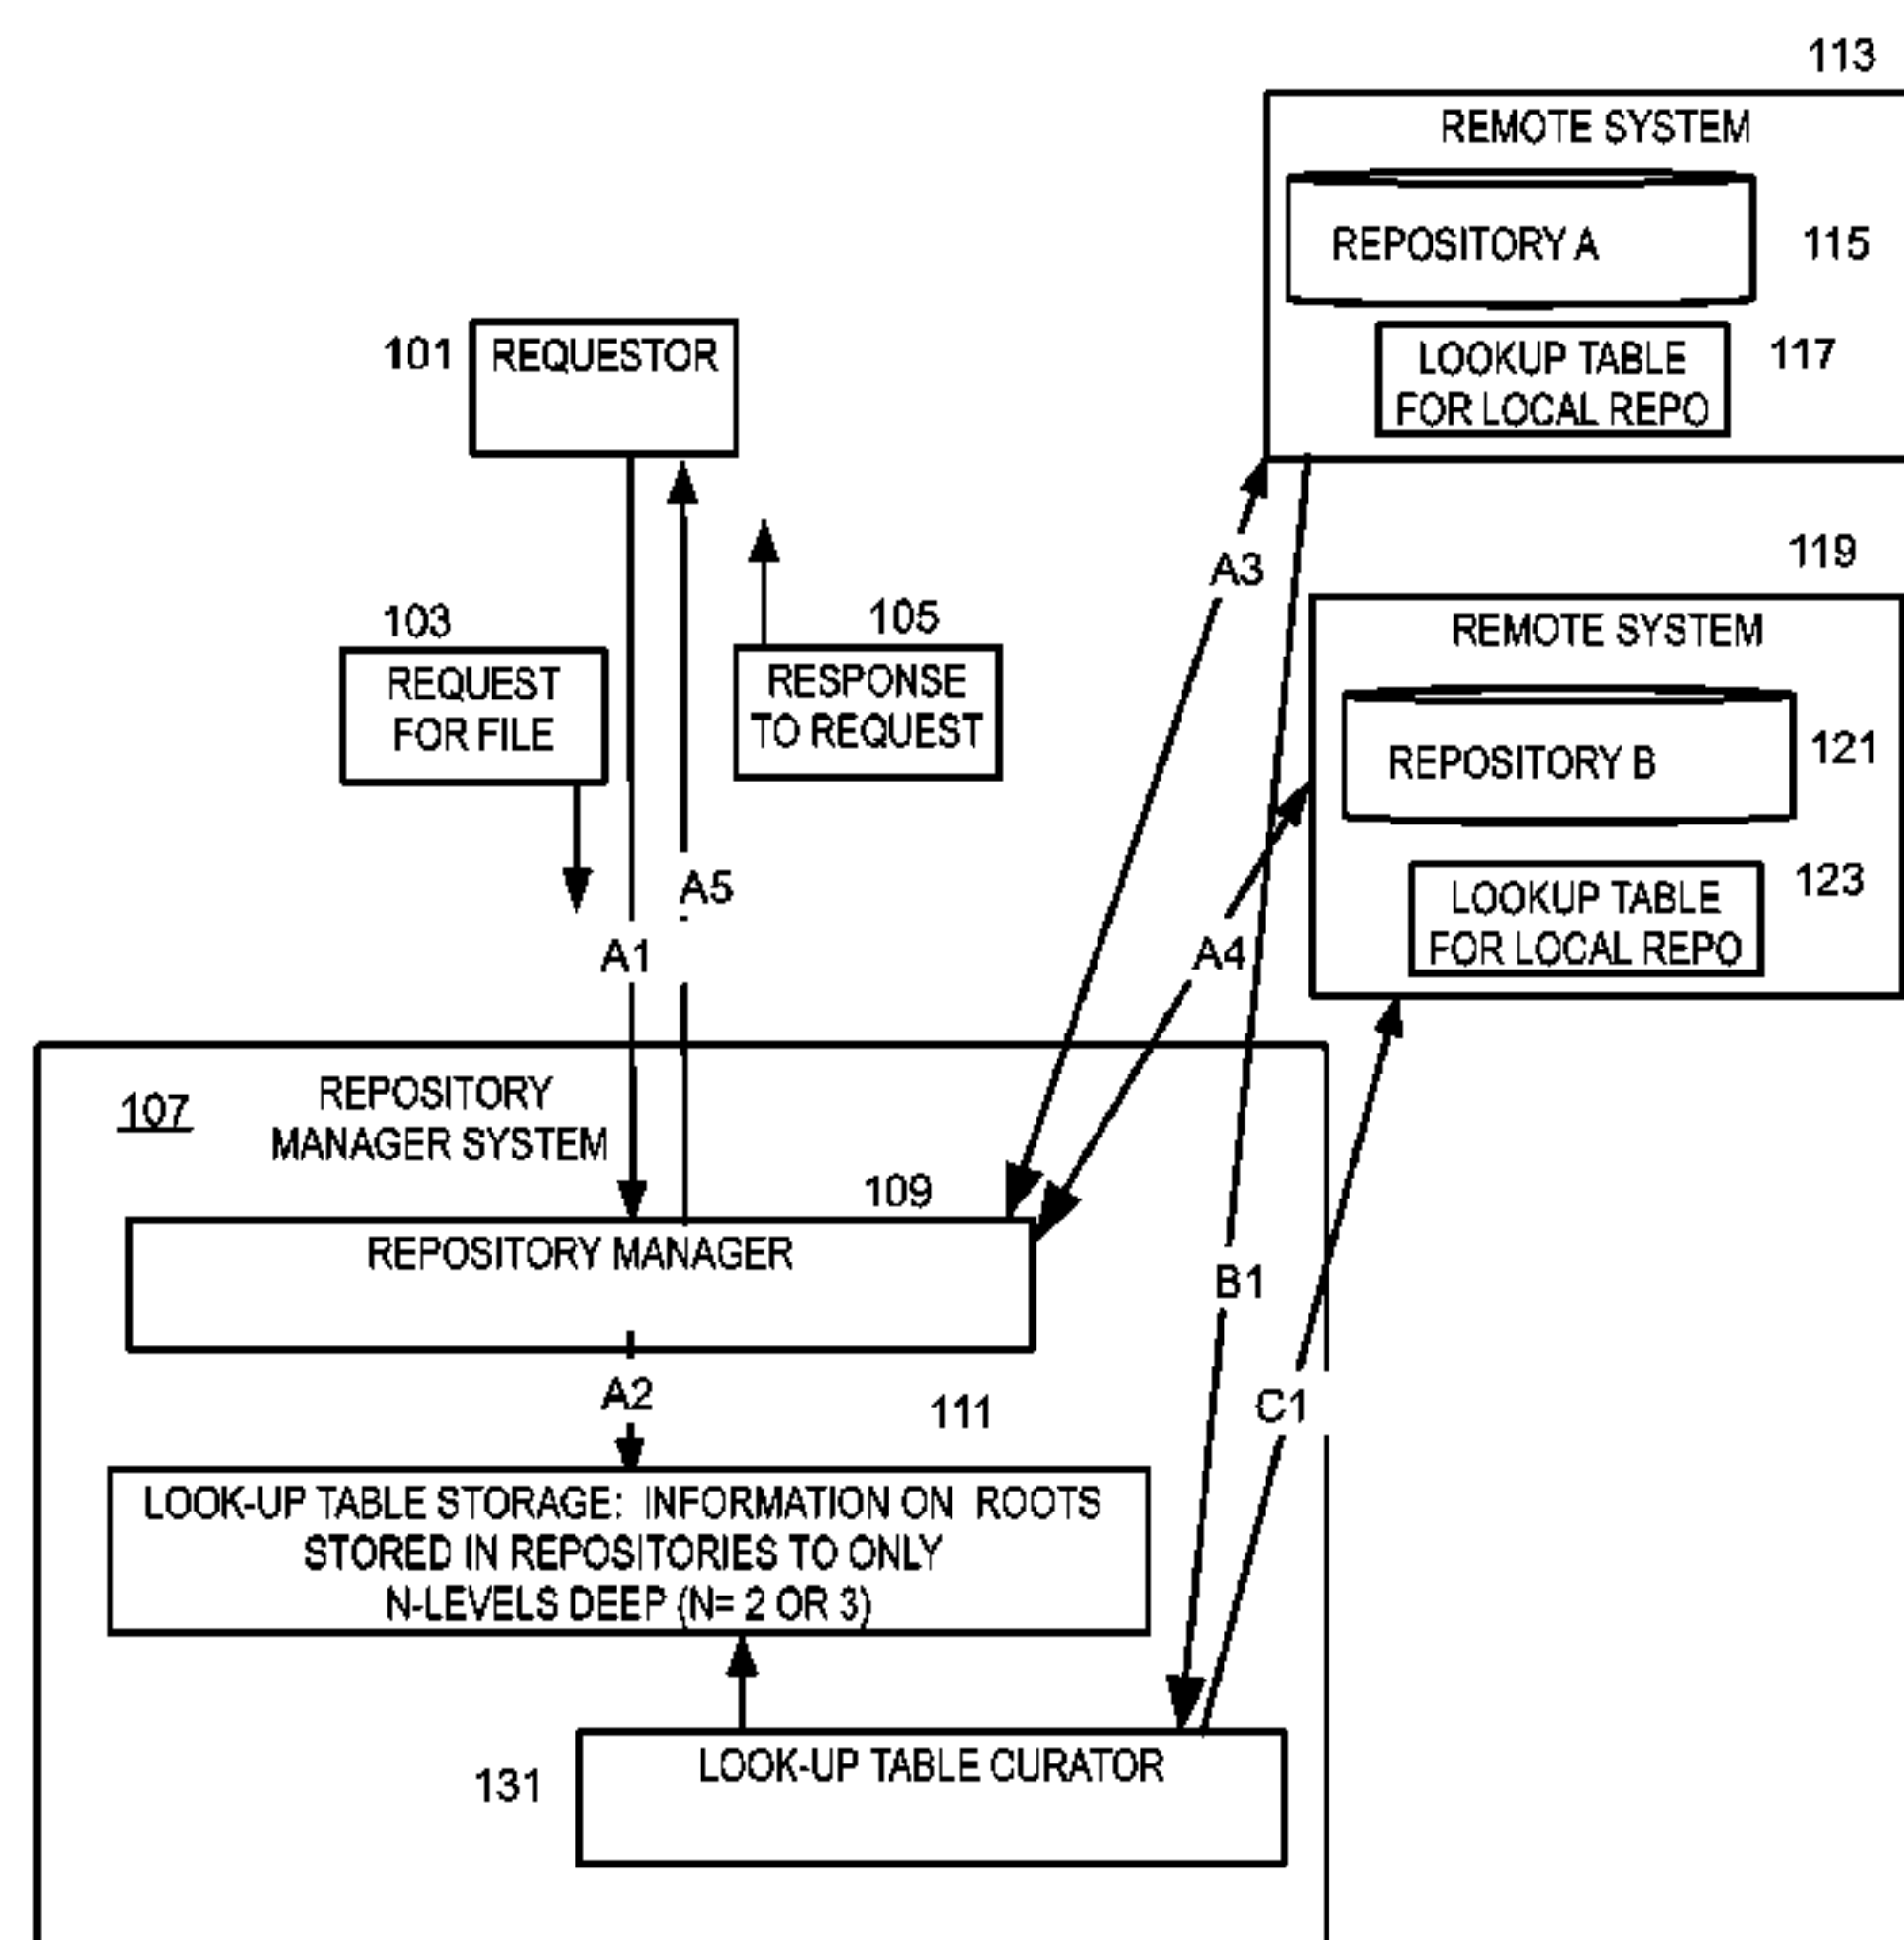 113
REMOTE SYSTEM
REPOSITORY A
115
LOOKUP TABLE
FOR LOCAL REPO
117
101
REQUESTOR
A3
119
REMOTE SYSTEM
REPOSITORY B
121
LOOKUP TABLE
FOR LOCAL REPO
123
103
REQUEST
FOR FILE
105
RESPONSE
TO REQUEST
A5
A1
A4
107
REPOSITORY
MANAGER SYSTEM
109
REPOSITORY MANAGER
B1
A2
111
C1
LOOK-UP TABLE STORAGE: INFORMATION ON ROOTS
STORED IN REPOSITORIES TO ONLY
N-LEVELS DEEP (N= 2 OR 3)
131
LOOK-UP TABLE CURATOR